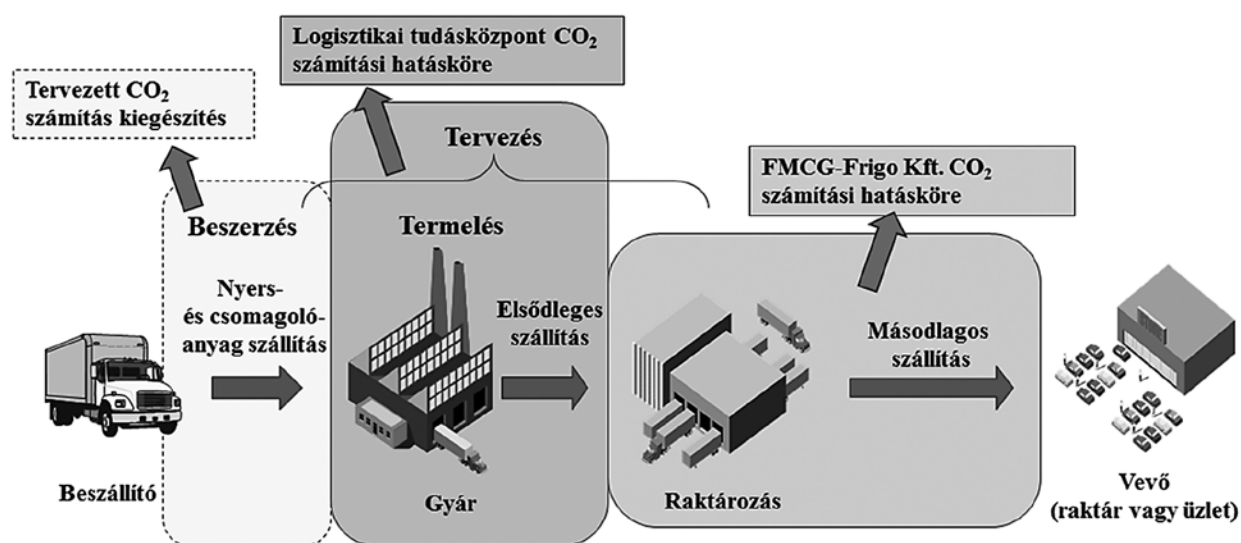 Logisztikai tudásközpont CO₂
számítási hatásköre
Tervezett CO₂
számítás kiegészítés
Tervezés
FMCG-Frigo Kft. CO₂
számítási hatásköre
Beszerzés
Termelés
Nyers-
és csomagoló-
anyag szállítás
Elsődleges
szállítás
Másodlagos
szállítás
Beszállító
Gyár
Raktározás
Vevő
(raktár vagy üzlet)